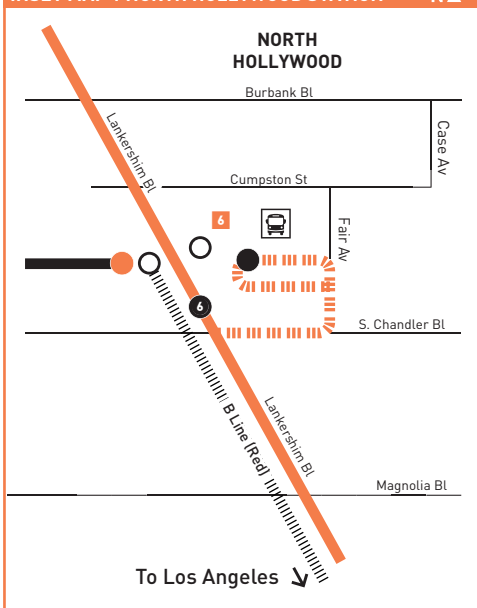 NORTH
HOLLYWOOD
Burbank Bl
Case Av
Lankershim Bl
Cumpston St
6
Fair Av
6
S. Chandler Bl
B Line (Red)
Lankershim Bl
Magnolia Bl
To Los Angeles